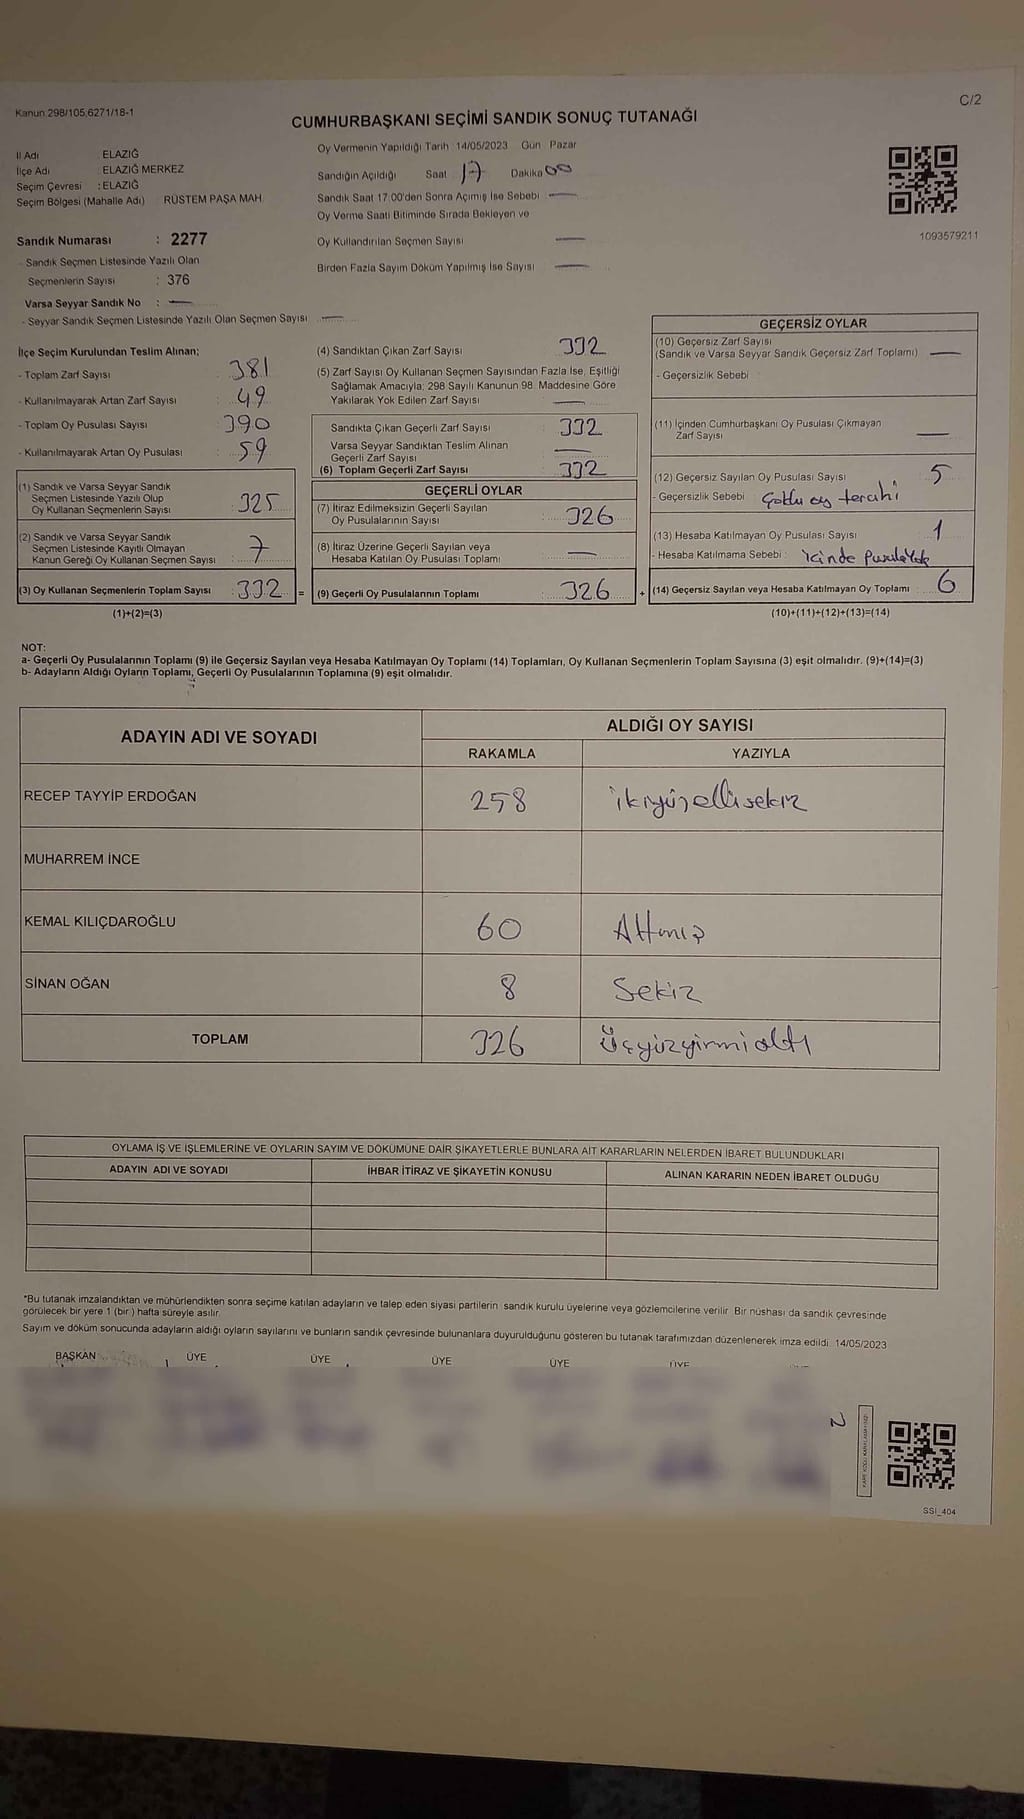 Kanun 298/105,6271/18-1
C/2
CUMHURBAŞKANI SEÇİMİ SANDIK SONUÇ TUTANAĞI
İl Adı ELAZIĞ
İlçe Adı ELAZIĞ MERKEZ
Seçim Çevresi : ELAZIĞ
Seçim Bölgesi (Mahalle Adı) RÜSTEM PAŞA MAH.
Sandık Numarası : 2277
- Sandık Seçmen Listesinde Yazılı Olan
Seçmenlerin Sayısı : 376
Varsa Seyyar Sandık No : —
- Seyyar Sandık Seçmen Listesinde Yazılı Olan Seçmen Sayısı : —
Oy Vermenin Yapıldığı Tarih 14/05/2023 Gün Pazar
Sandığın Açıldığı Saat 17 Dakika 00
Sandık Saat 17:00'den Sonra Açımış İse Sebebi —
Oy Verme Saati Bitiminde Sırada Bekleyen ve
Oy Kullandırılan Seçmen Sayısı —
Birden Fazla Sayım Döküm Yapılmış İse Sayısı —
1093579211
İlçe Seçim Kurulundan Teslim Alınan;
- Toplam Zarf Sayısı : 381
- Kullanılmayarak Artan Zarf Sayısı : 49
- Toplam Oy Pusulası Sayısı : 390
- Kullanılmayarak Artan Oy Pusulası : 59
(1) Sandık ve Varsa Seyyar Sandık
Seçmen Listesinde Yazılı Olup
Oy Kullanan Seçmenlerin Sayısı : 325
(2) Sandık ve Varsa Seyyar Sandık
Seçmen Listesinde Kayıtlı Olmayan
Kanun Gereği Oy Kullanan Seçmen Sayısı : 7
(3) Oy Kullanan Seçmenlerin Toplam Sayısı : 332 =
(1)+(2)=(3)
(4) Sandıktan Çıkan Zarf Sayısı 332
(5) Zarf Sayısı Oy Kullanan Seçmen Sayısından Fazla İse, Eşitliği
Sağlamak Amacıyla; 298 Sayılı Kanunun 98. Maddesine Göre
Yakılarak Yok Edilen Zarf Sayısı —
Sandıkta Çıkan Geçerli Zarf Sayısı : 332
Varsa Seyyar Sandıktan Teslim Alınan
Geçerli Zarf Sayısı : —
(6) Toplam Geçerli Zarf Sayısı : 332
GEÇERLİ OYLAR
(7) İtiraz Edilmeksizin Geçerli Sayılan
Oy Pusulalarının Sayısı : 326
(8) İtiraz Üzerine Geçerli Sayılan veya
Hesaba Katılan Oy Pusulası Toplamı : —
(9) Geçerli Oy Pusulalarının Toplamı : 326 +
GEÇERSİZ OYLAR
(10) Geçersiz Zarf Sayısı
(Sandık ve Varsa Seyyar Sandık Geçersiz Zarf Toplamı) —
- Geçersizlik Sebebi :
(11) İçinden Cumhurbaşkanı Oy Pusulası Çıkmayan
Zarf Sayısı —
(12) Geçersiz Sayılan Oy Pusulası Sayısı 5
- Geçersizlik Sebebi : Çoklu oy tercihi
(13) Hesaba Katılmayan Oy Pusulası Sayısı 1
- Hesaba Katılmama Sebebi : içinde Pusula Yok
(14) Geçersiz Sayılan veya Hesaba Katılmayan Oy Toplamı : 6
(10)+(11)+(12)+(13)=(14)
NOT:
a- Geçerli Oy Pusulalarının Toplamı (9) ile Geçersiz Sayılan veya Hesaba Katılmayan Oy Toplamı (14) Toplamları, Oy Kullanan Seçmenlerin Toplam Sayısına (3) eşit olmalıdır. (9)+(14)=(3)
b- Adayların Aldığı Oyların Toplamı, Geçerli Oy Pusulalarının Toplamına (9) eşit olmalıdır.
ADAYIN ADI VE SOYADI ALDIĞI OY SAYISI
RAKAMLA YAZIYLA
RECEP TAYYİP ERDOĞAN 258 ikiyüzellisekiz
MUHARREM İNCE
KEMAL KILIÇDAROĞLU 60 Altmış
SİNAN OĞAN 8 Sekiz
TOPLAM 326 Üçyüzyirmialtı
OYLAMA İŞ VE İŞLEMLERİNE VE OYLARIN SAYIM VE DÖKÜMÜNE DAİR ŞİKAYETLERLE BUNLARA AİT KARARLARIN NELERDEN İBARET BULUNDUKLARI
ADAYIN ADI VE SOYADI İHBAR İTİRAZ VE ŞİKAYETİN KONUSU ALINAN KARARIN NEDEN İBARET OLDUĞU
*Bu tutanak imzalandıktan ve mühürlendikten sonra seçime katılan adayların ve talep eden siyasi partilerin sandık kurulu üyelerine veya gözlemcilerine verilir. Bir nüshası da sandık çevresinde
görülecek bir yere 1 (bir) hafta süreyle asılır.
Sayım ve döküm sonucunda adayların aldığı oyların sayılarını ve bunların sandık çevresinde bulunanlara duyurulduğunu gösteren bu tutanak tarafımızdan düzenlenerek imza edildi. 14/05/2023
BAŞKAN ÜYE ÜYE ÜYE ÜYE ÜYE
2
SSI_404